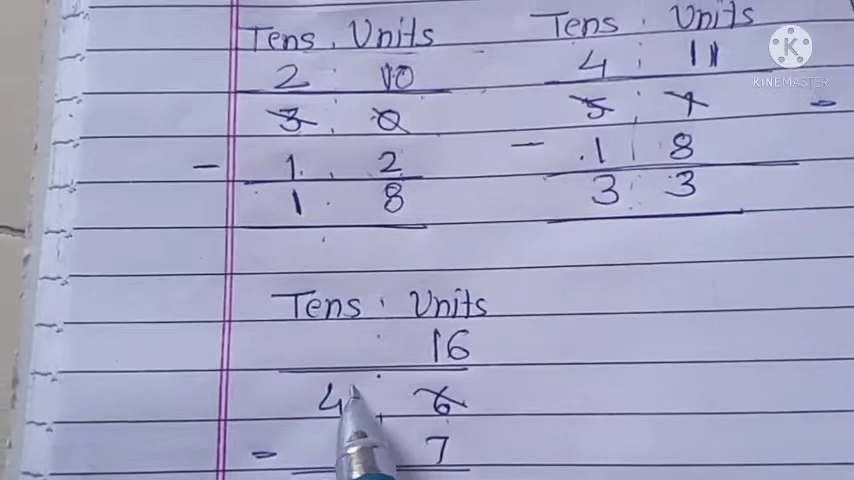 Tens . Units
2 : 10
3 . 0
- 1 . 2
1 . 8
Tens : Units
4 : 11
5 : 1
- .1 | 8
3 : 3
K
KINEMASTER
-
Tens . Units
. 16
4 . 6
- 7